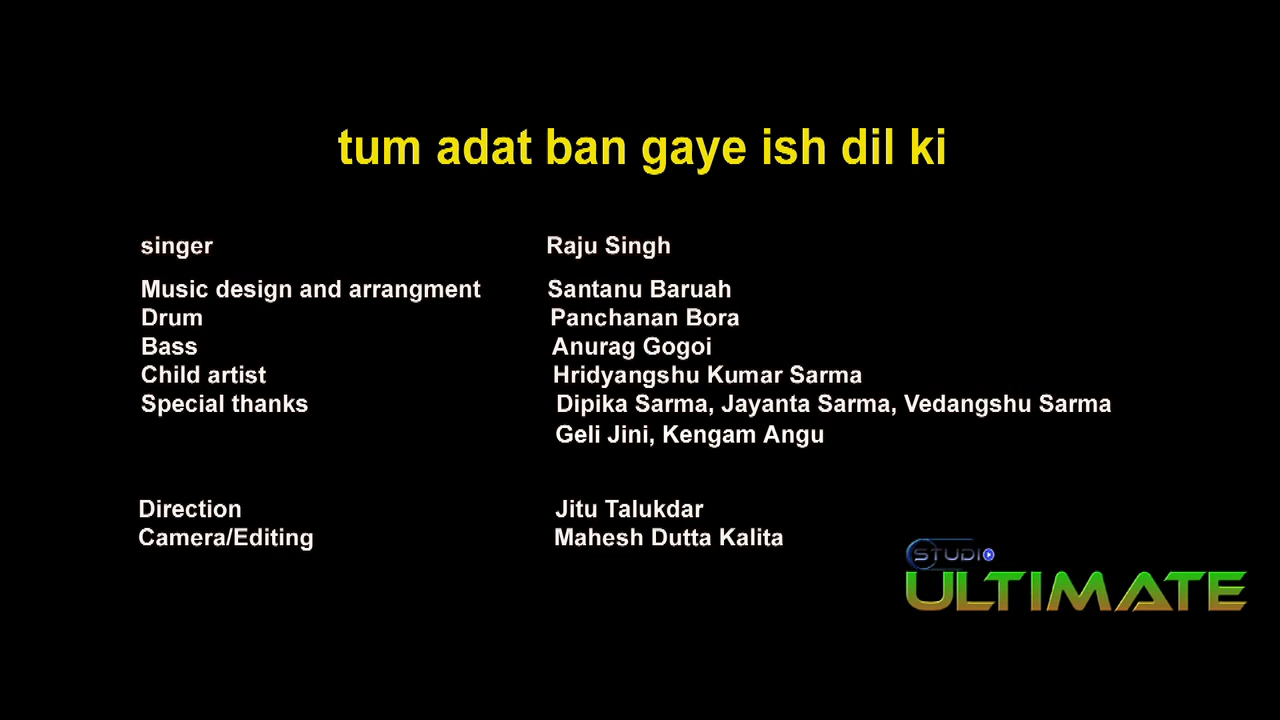 tum adat ban gaye ish dil ki
singer Raju Singh
Music design and arrangment Santanu Baruah
Drum Panchanan Bora
Bass Anurag Gogoi
Child artist Hridyangshu Kumar Sarma
Special thanks Dipika Sarma, Jayanta Sarma, Vedangshu Sarma
Geli Jini, Kengam Angu
Direction Jitu Talukdar
Camera/Editing Mahesh Dutta Kalita
STUDIO
ULTIMATE